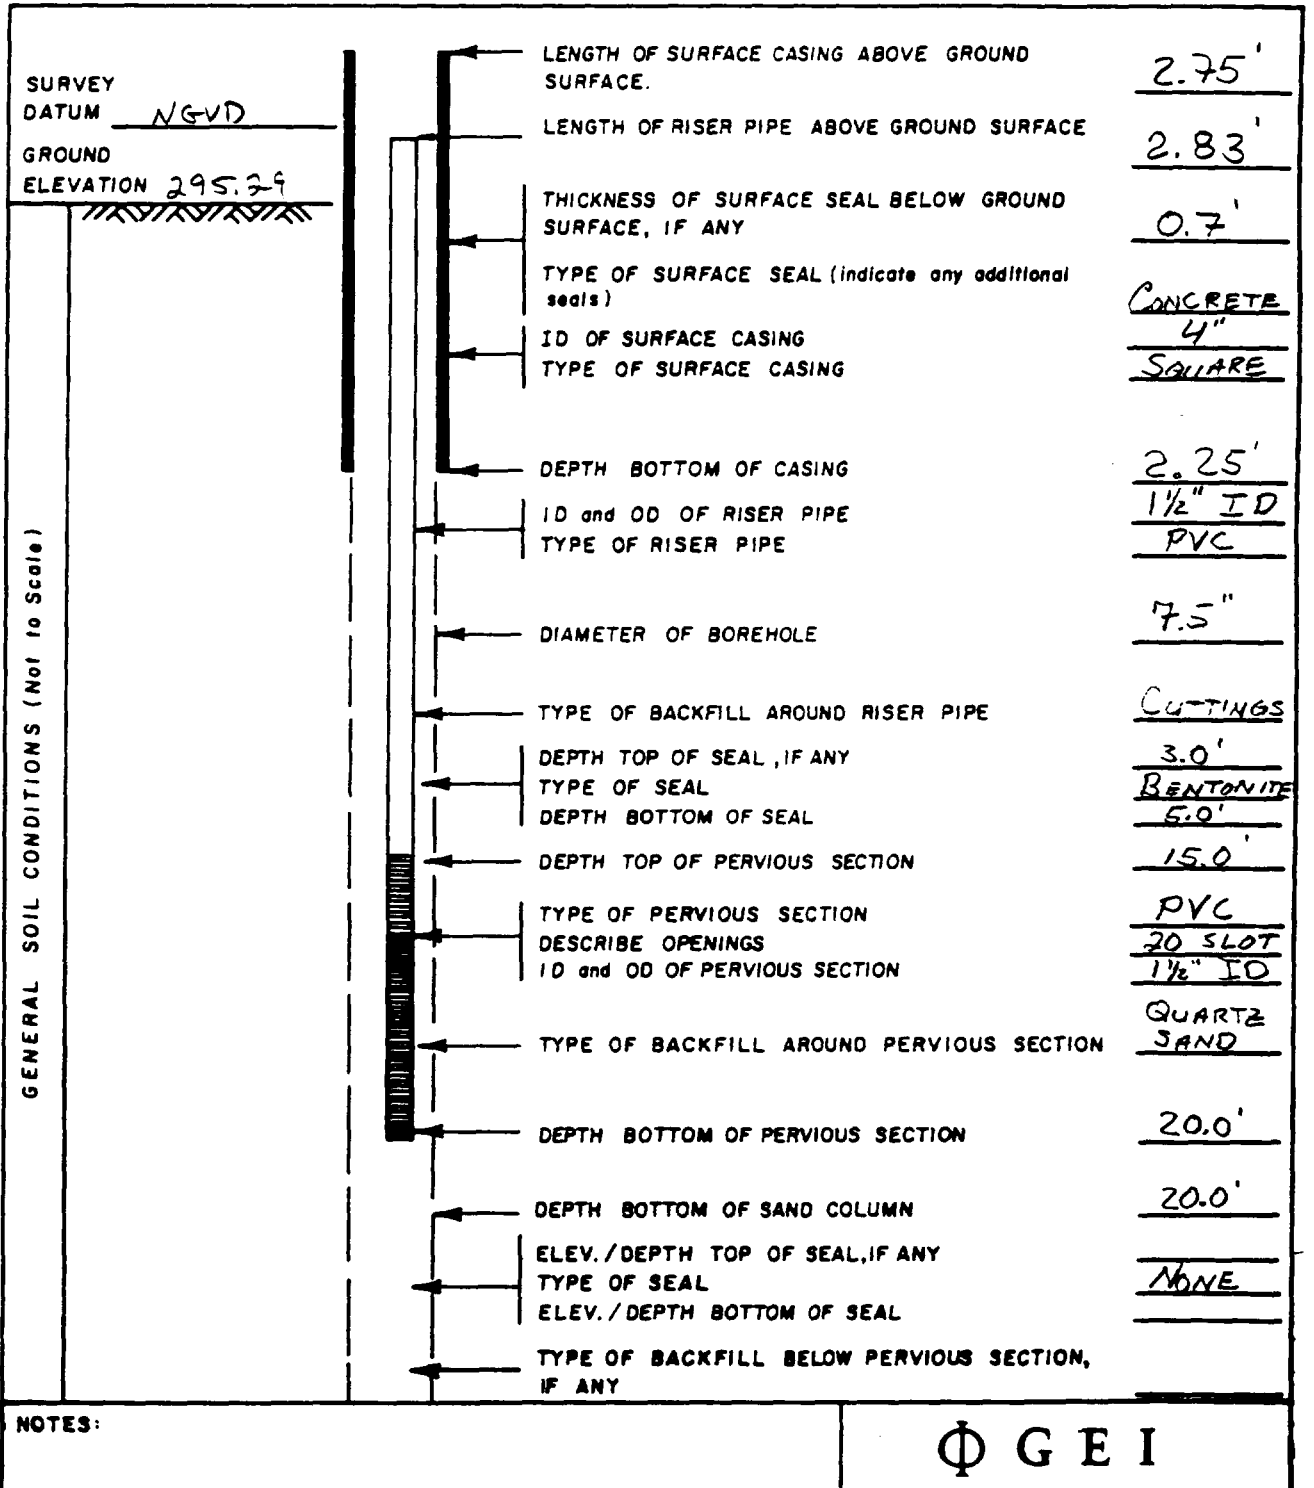 LENGTH OF SURFACE CASING ABOVE GROUND
SURFACE.
2.75'
SURVEY
DATUM NGVD
LENGTH OF RISER PIPE ABOVE GROUND SURFACE
2.83'
GROUND
ELEVATION 295.29
THICKNESS OF SURFACE SEAL BELOW GROUND
SURFACE, IF ANY
0.7'
TYPE OF SURFACE SEAL (indicate any additional
seals)
CONCRETE
ID OF SURFACE CASING
4"
TYPE OF SURFACE CASING
SQUARE
DEPTH BOTTOM OF CASING
2.25'
ID and OD OF RISER PIPE
1½" ID
TYPE OF RISER PIPE
PVC
DIAMETER OF BOREHOLE
7.5"
TYPE OF BACKFILL AROUND RISER PIPE
CUTTINGS
DEPTH TOP OF SEAL, IF ANY
3.0'
TYPE OF SEAL
BENTONITE
DEPTH BOTTOM OF SEAL
5.0'
DEPTH TOP OF PERVIOUS SECTION
15.0'
TYPE OF PERVIOUS SECTION
PVC
DESCRIBE OPENINGS
20 SLOT
ID and OD OF PERVIOUS SECTION
1½" ID
TYPE OF BACKFILL AROUND PERVIOUS SECTION
QUARTZ
SAND
DEPTH BOTTOM OF PERVIOUS SECTION
20.0'
DEPTH BOTTOM OF SAND COLUMN
20.0'
ELEV./DEPTH TOP OF SEAL, IF ANY
TYPE OF SEAL
NONE
ELEV./DEPTH BOTTOM OF SEAL
TYPE OF BACKFILL BELOW PERVIOUS SECTION,
IF ANY
GENERAL SOIL CONDITIONS (Not to Scale)
NOTES:
GEI